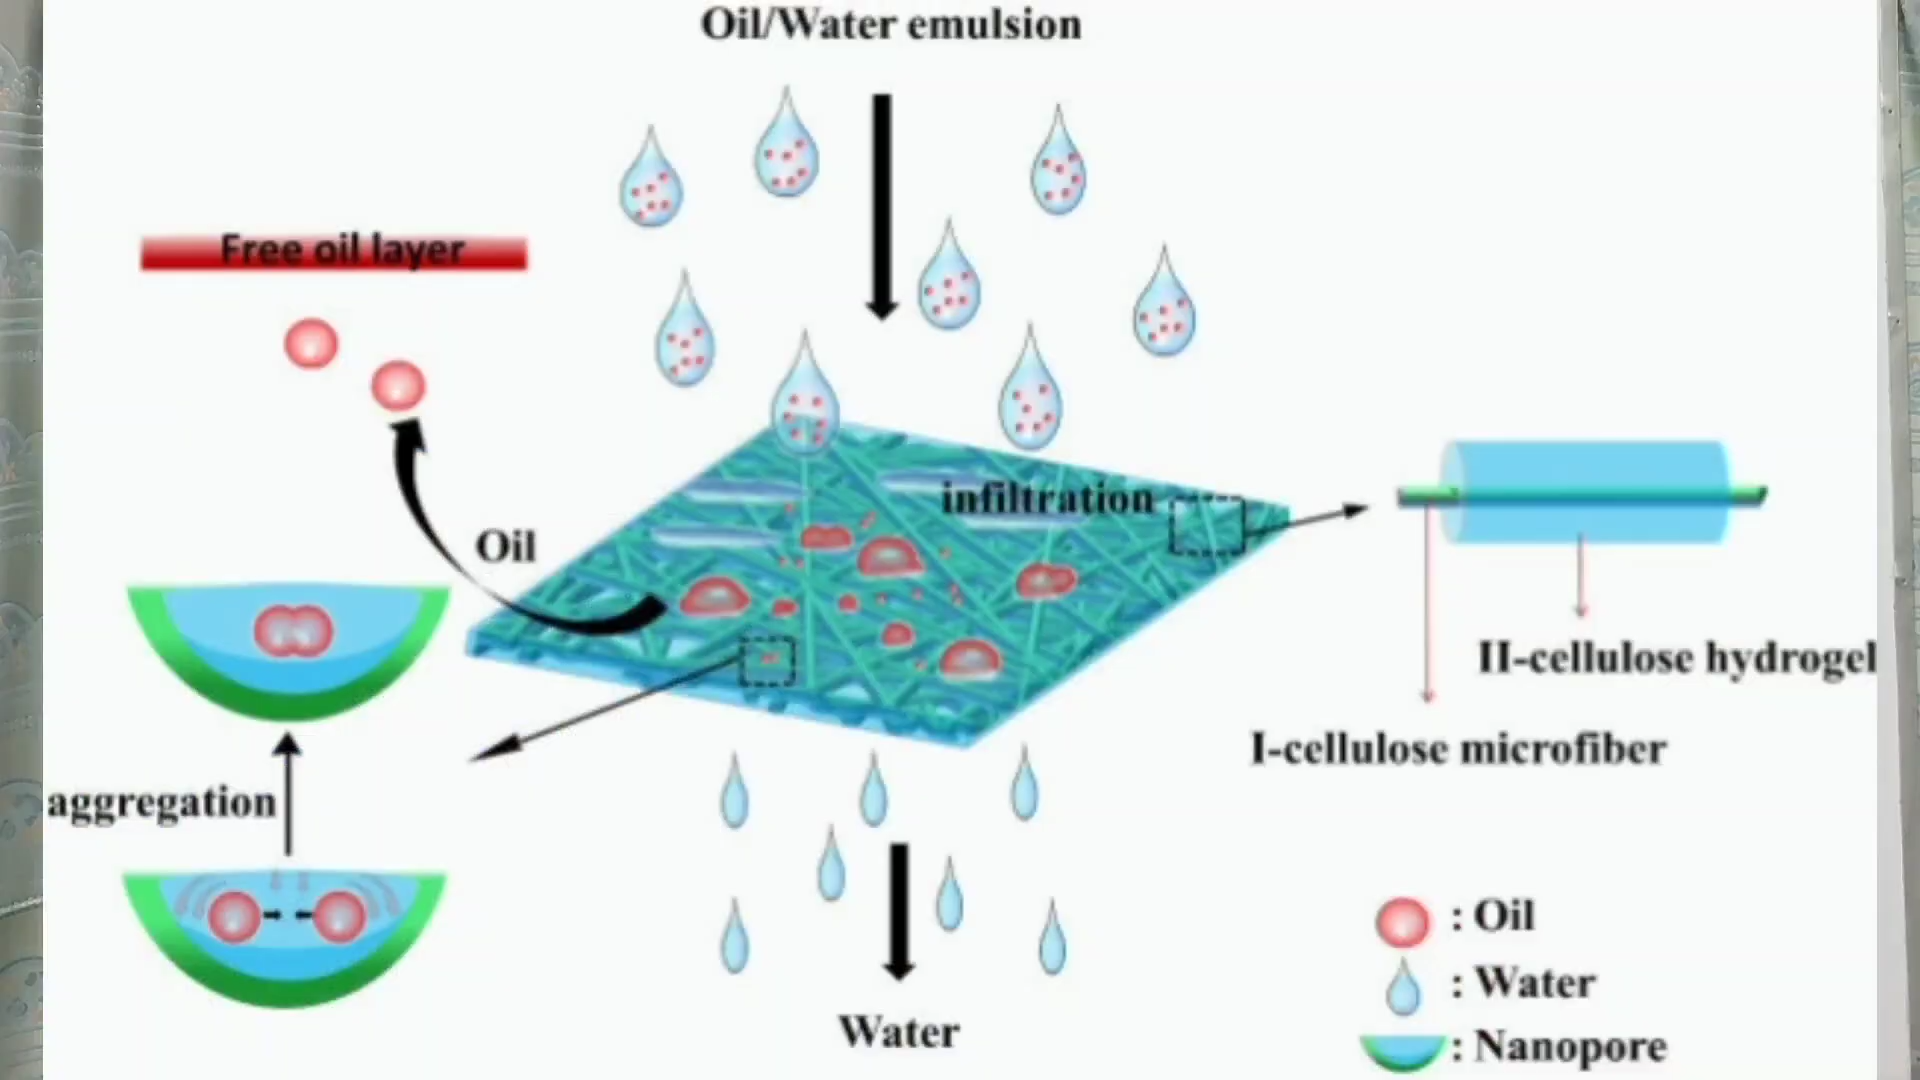 Oil/Water emulsion
Free oil layer
infiltration
Oil
II-cellulose hydrogel
I-cellulose microfiber
aggregation
: Oil
: Water
: Nanopore
Water